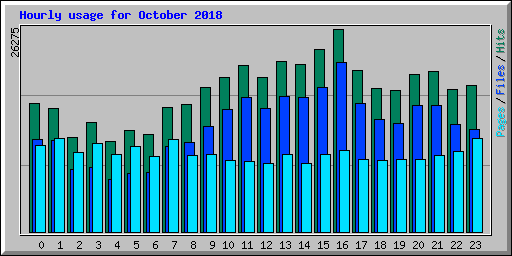 Hourly usage for October 2018
26275
Pages/Files/Hits
0 1 2 3 4 5 6 7 8 9 10 11 12 13 14 15 16 17 18 19 20 21 22 23